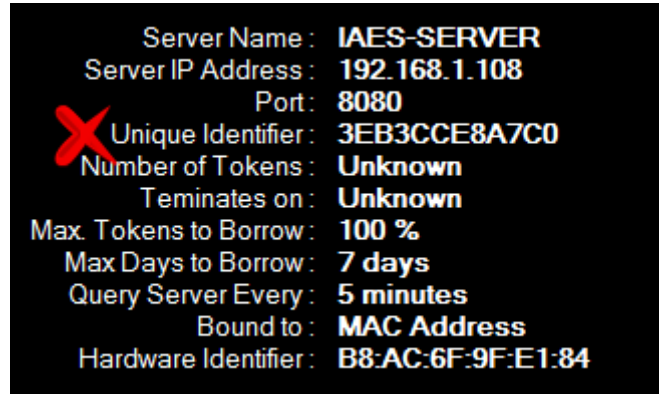 Server Name : IAES-SERVER
Server IP Address : 192.168.1.108
Port : 8080
Unique Identifier : 3EB3CCE8A7C0
Number of Tokens : Unknown
Teminates on : Unknown
Max. Tokens to Borrow : 100 %
Max Days to Borrow : 7 days
Query Server Every : 5 minutes
Bound to : MAC Address
Hardware Identifier : B8:AC:6F:9F:E1:84